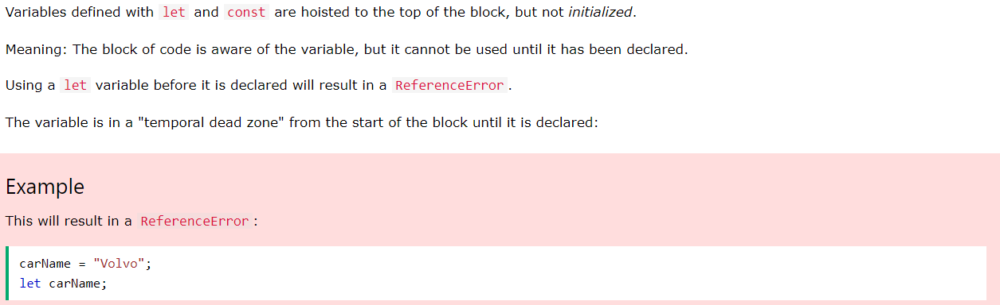 Variables defined with let and const are hoisted to the top of the block, but not initialized.
Meaning: The block of code is aware of the variable, but it cannot be used until it has been declared.
Using a let variable before it is declared will result in a ReferenceError.
The variable is in a "temporal dead zone" from the start of the block until it is declared:
Example
This will result in a ReferenceError:
carName = "Volvo";
let carName;